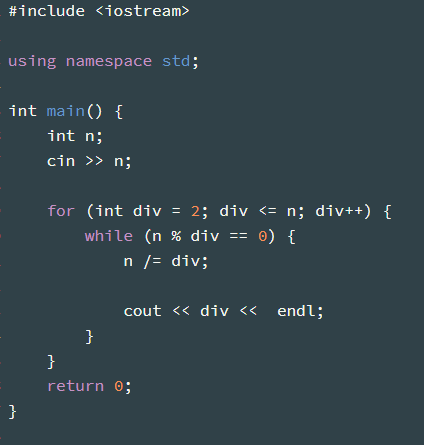 #include <iostream>
using namespace std;
int main() {
    int n;
    cin >> n;
    for (int div = 2; div <= n; div++) {
        while (n % div == 0) {
            n /= div;
            cout << div <<  endl;
        }
    }
    return 0;
}